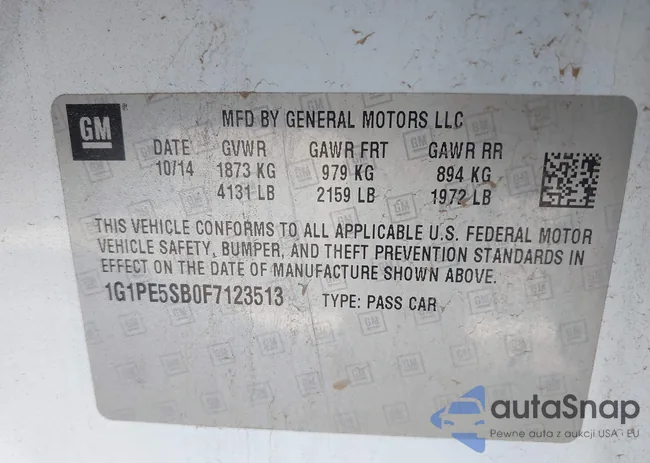 GM
MFD BY GENERAL MOTORS LLC
DATE GVWR GAWR FRT GAWR RR
10/14 1873 KG 979 KG 894 KG
4131 LB 2159 LB 1972 LB
THIS VEHICLE CONFORMS TO ALL APPLICABLE U.S. FEDERAL MOTOR
VEHICLE SAFETY, BUMPER, AND THEFT PREVENTION STANDARDS IN
EFFECT ON THE DATE OF MANUFACTURE SHOWN ABOVE.
1G1PE5SB0F7123513 TYPE: PASS CAR
autaSnap
Pewne auta z aukcji USA - EU